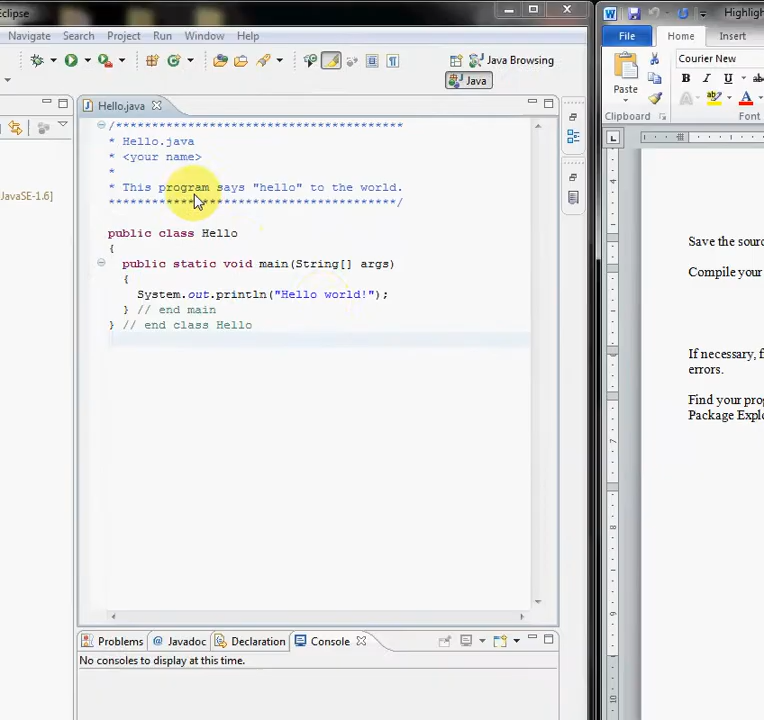 Eclipse
Navigate Search Project Run Window Help
Java Browsing
Java
Hello.java
/****************************************
* Hello.java
* <your name>
*
* This program says "hello" to the world.
****************************************/
public class Hello
{
public static void main(String[] args)
{
System.out.println("Hello world!");
} // end main
} // end class Hello
JavaSE-1.6]
Problems @ Javadoc Declaration Console
No consoles to display at this time.
W Highligh
File Home Insert
Courier New
Paste B I U ab A
Clipboard Font
Save the sourc
Compile your
If necessary, f
errors.
Find your prog
Package Explo